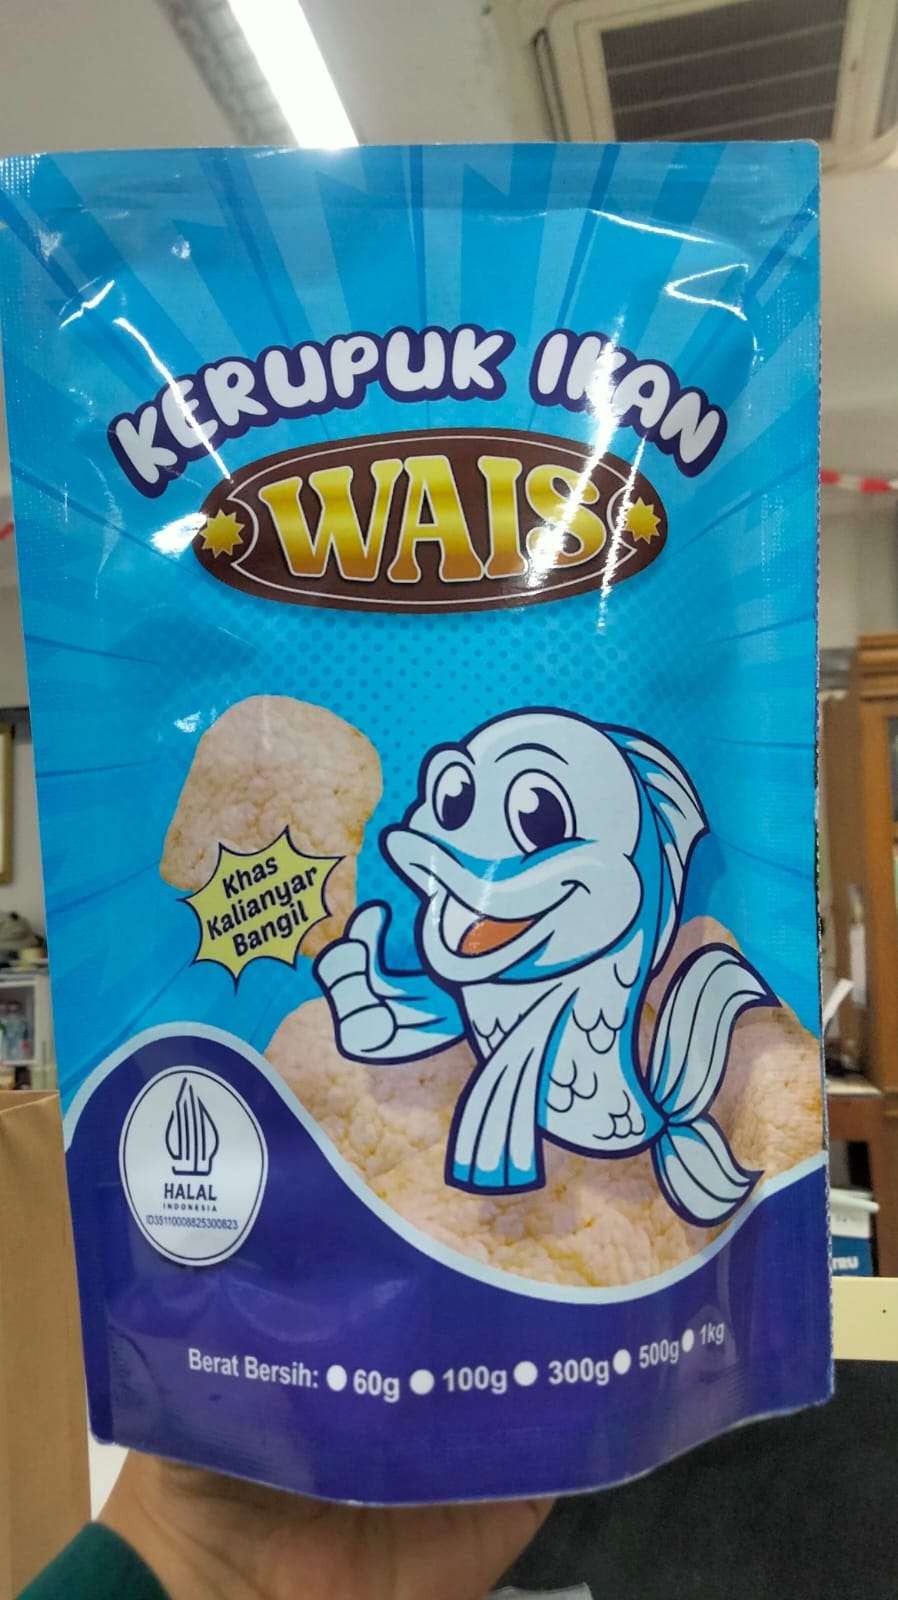 KERUPUK IKAN
WAIS
Khas
Kalianyar
Bangil
HALAL
INDONESIA
ID35110008825300823
Berat Bersih: 60g 100g 300g 500g 1kg